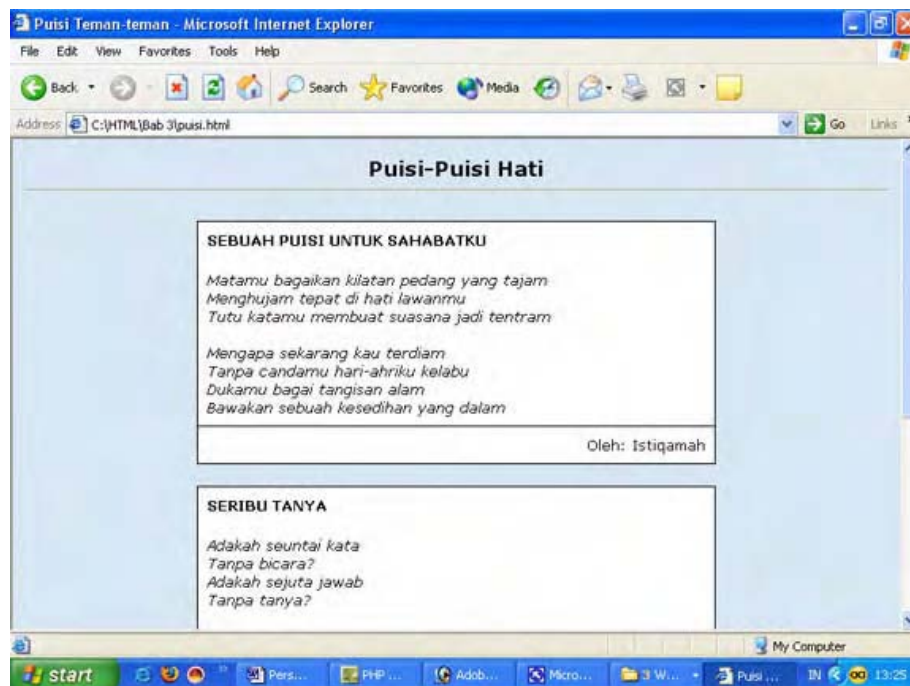 Puisi Teman-teman - Microsoft Internet Explorer
File Edit View Favorites Tools Help
Back Search Favorites Media
Address C:\HTML\Bab 3\puisi.html Go Links
Puisi-Puisi Hati
SEBUAH PUISI UNTUK SAHABATKU
Matamu bagaikan kilatan pedang yang tajam
Menghujam tepat di hati lawanmu
Tutu katamu membuat suasana jadi tentram
Mengapa sekarang kau terdiam
Tanpa candamu hari-ahriku kelabu
Dukamu bagai tangisan alam
Bawakan sebuah kesedihan yang dalam
Oleh: Istiqamah
SERIBU TANYA
Adakah seuntai kata
Tanpa bicara?
Adakah sejuta jawab
Tanpa tanya?
My Computer
start Pers... PHP ... Adob... Micro... 3 W... Puisi ... IN 13:25